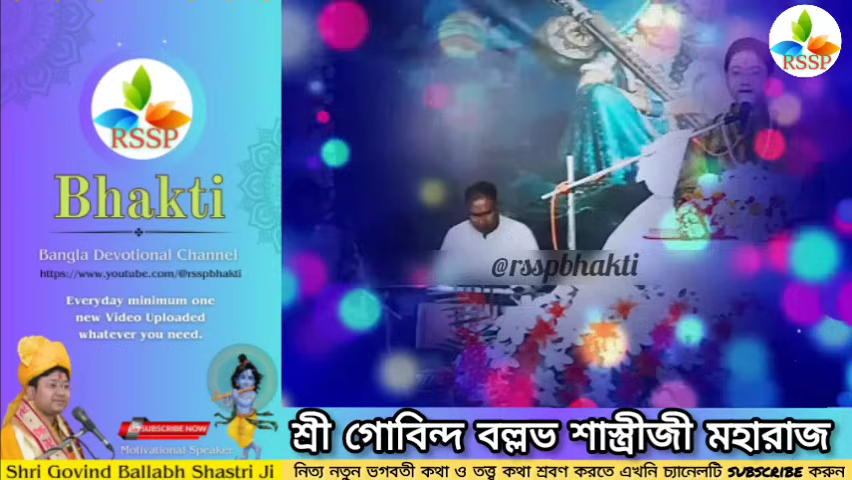 RSSP
Bhakti
Bangla Devotional Channel
https://www.youtube.com/@rsspbhakti
Everyday minimum one
new Video Uploaded
whatever you need.
SUBSCRIBE NOW
Motivational Speaker
Shri Govind Ballabh Shastri Ji
RSSP
@rsspbhakti
শ্রী গোবিন্দ বল্লভ শাস্ত্রীজী মহারাজ
নিত্য নতুন ভগবতী কথা ও তত্ত্ব কথা শ্রবণ করতে এখনি চ্যানেলটি SUBSCRIBE করুন